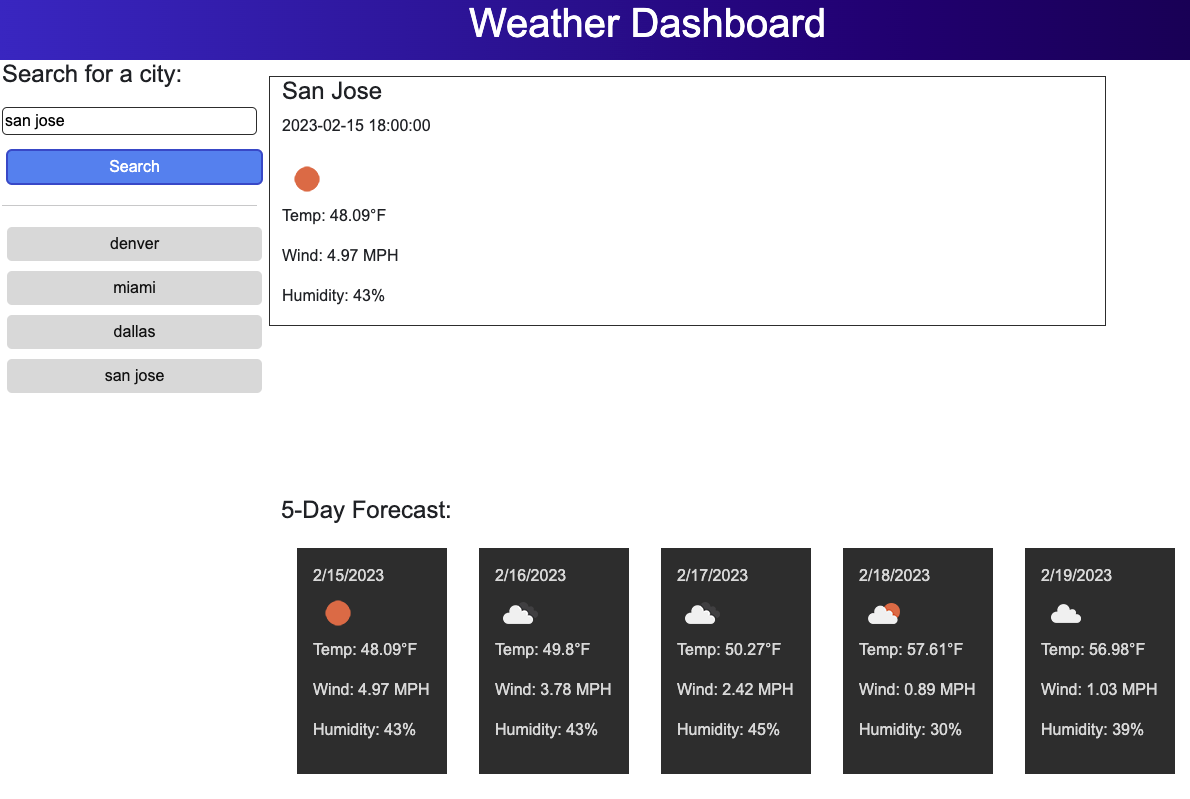 Weather Dashboard
Search for a city:
san jose
Search
denver
miami
dallas
san jose
San Jose
2023-02-15 18:00:00
Temp: 48.09°F
Wind: 4.97 MPH
Humidity: 43%
5-Day Forecast:
2/15/2023
Temp: 48.09°F
Wind: 4.97 MPH
Humidity: 43%
2/16/2023
Temp: 49.8°F
Wind: 3.78 MPH
Humidity: 43%
2/17/2023
Temp: 50.27°F
Wind: 2.42 MPH
Humidity: 45%
2/18/2023
Temp: 57.61°F
Wind: 0.89 MPH
Humidity: 30%
2/19/2023
Temp: 56.98°F
Wind: 1.03 MPH
Humidity: 39%